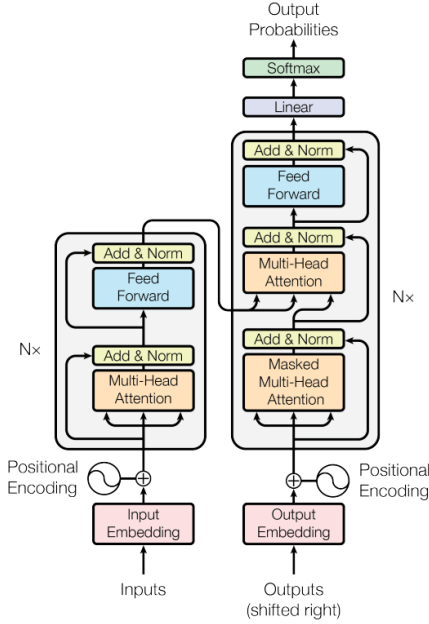 Output
Probabilities
Softmax
Linear
Add & Norm
Feed
Forward
Add & Norm
Multi-Head
Attention
Add & Norm
Masked
Multi-Head
Attention
N×
Positional
Encoding
Output
Embedding
Outputs
(shifted right)
Add & Norm
Feed
Forward
Add & Norm
Multi-Head
Attention
N×
Positional
Encoding
Input
Embedding
Inputs